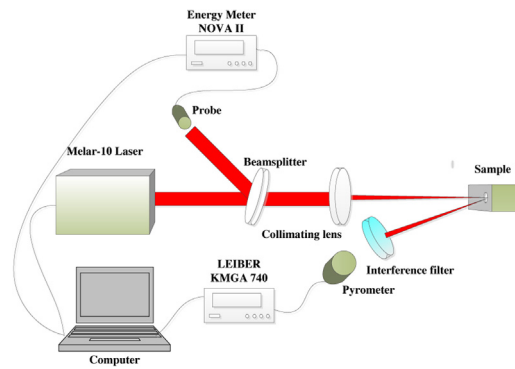 Energy Meter
NOVA II
Probe
Melar-10 Laser
Beamsplitter
Sample
Collimating lens
Interference filter
LEIBER
KMGA 740
Pyrometer
Computer